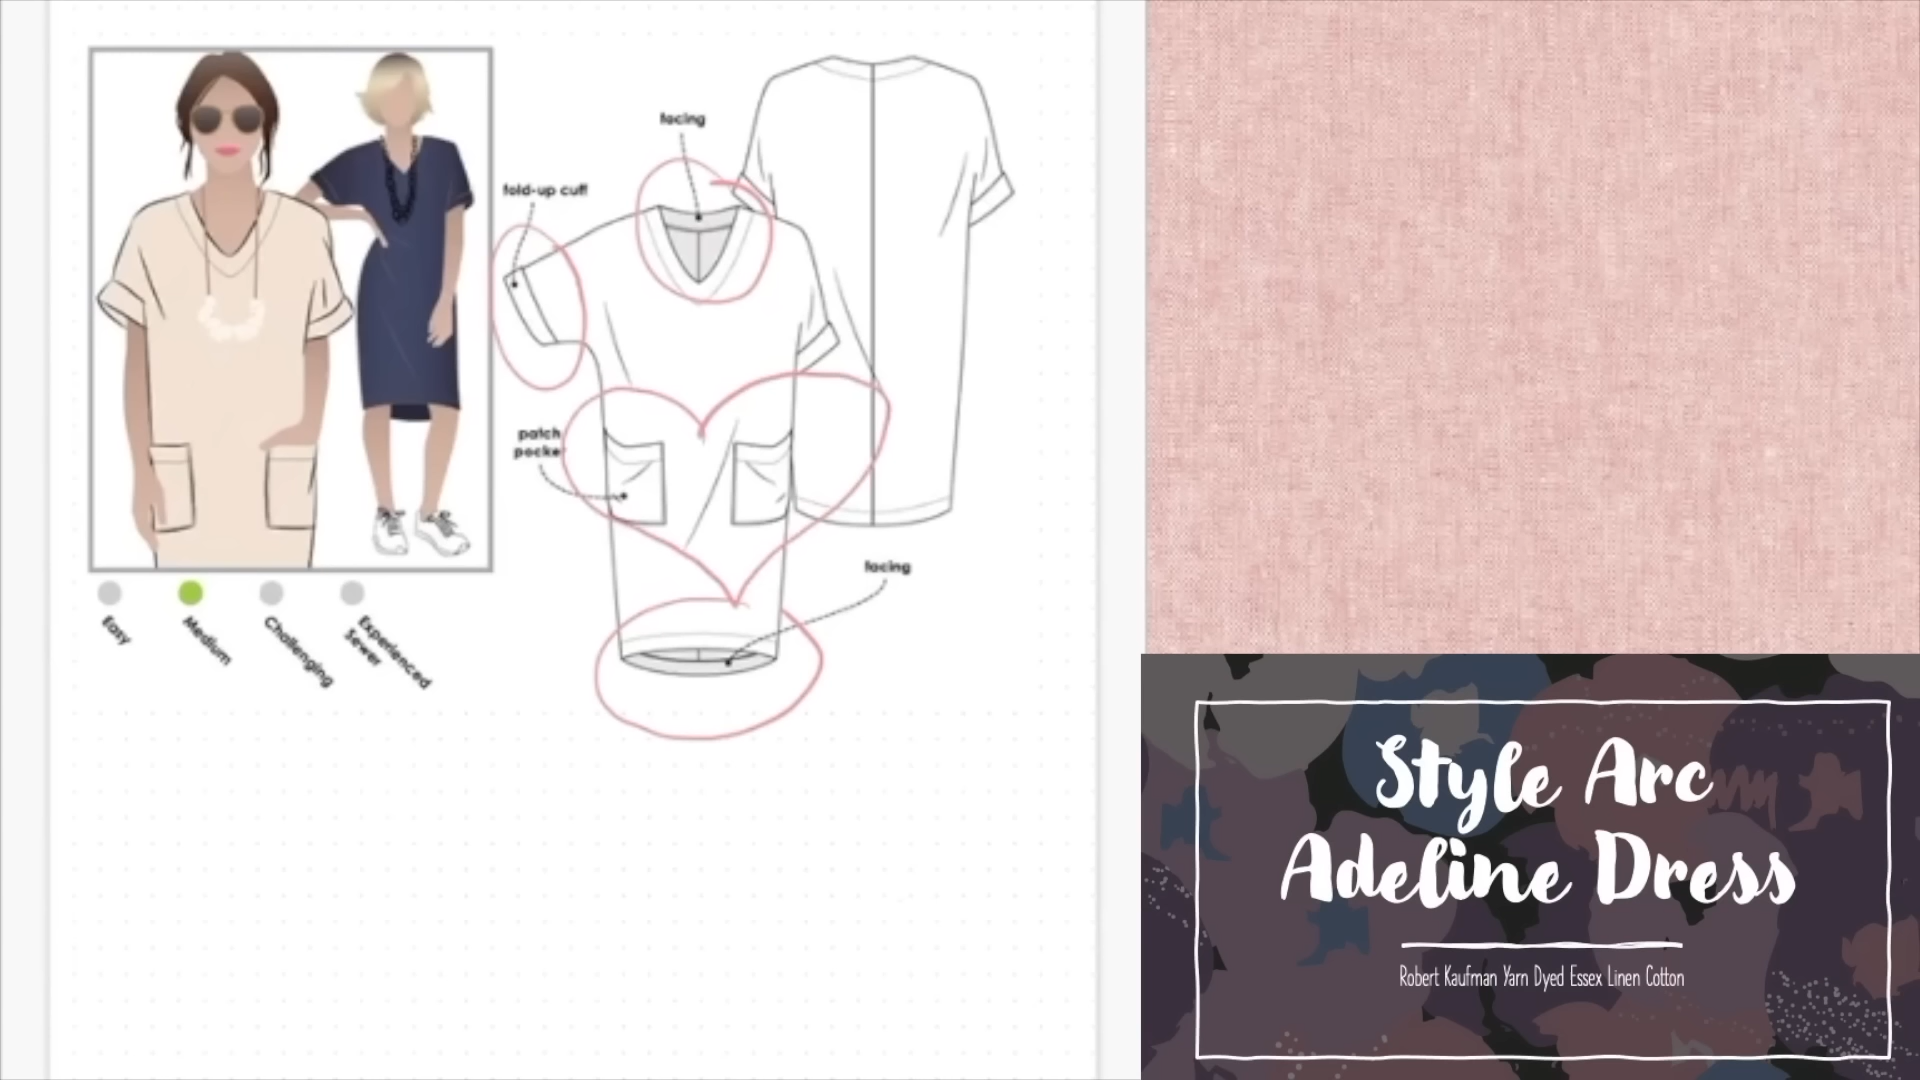 facing
fold-up cuff
patch
pocke
facing
Easy
Medium
Challenging
Experienced
Sewer
Style Arc
Adeline Dress
Robert Kaufman Yarn Dyed Essex Linen Cotton